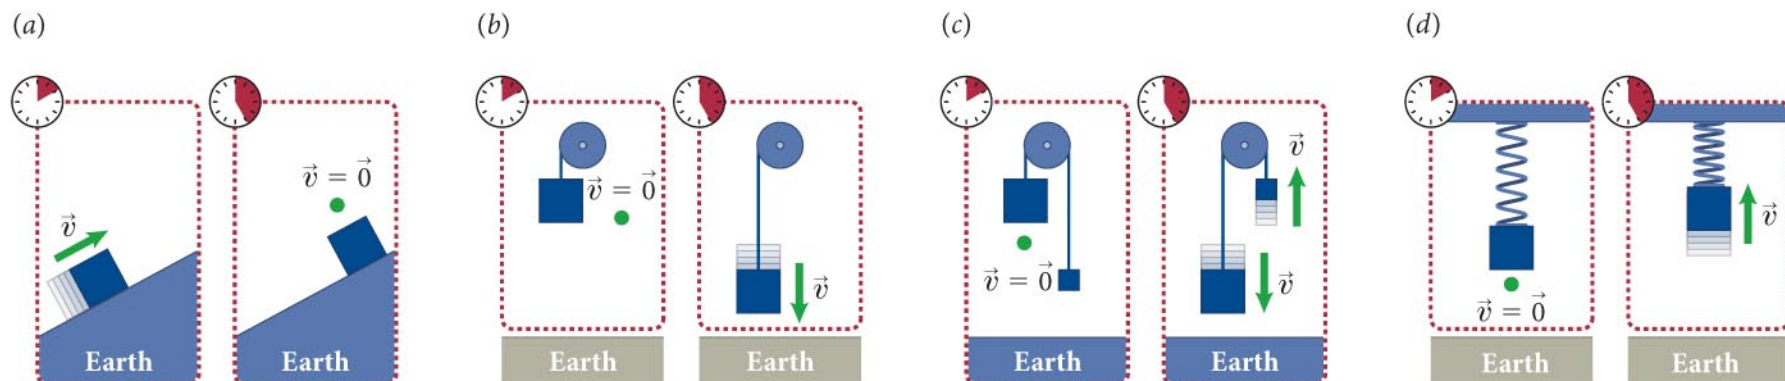 (a)
(b)
(c)
(d)
v⃗
v⃗ = 0⃗
Earth
Earth
v⃗ = 0⃗
v⃗
Earth
Earth
v⃗ = 0⃗
v⃗
v⃗
Earth
Earth
v⃗ = 0⃗
v⃗
Earth
Earth